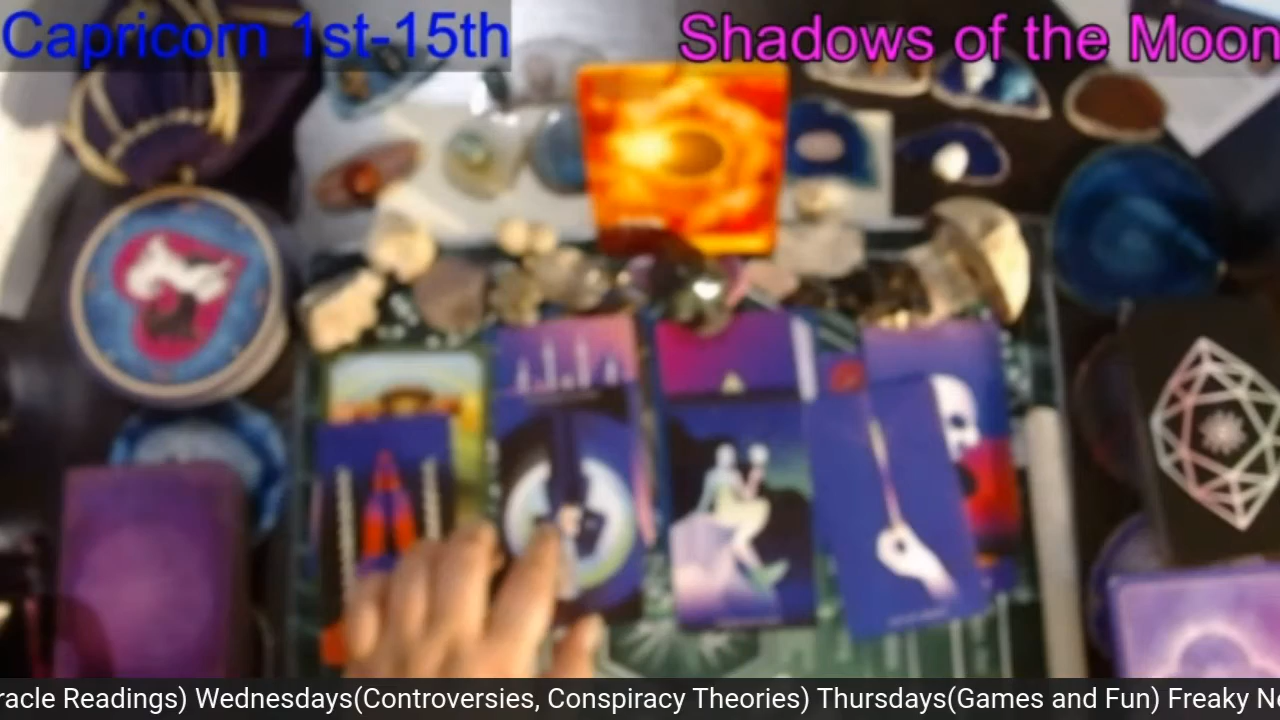 Capricorn 1st-15th
Shadows of the Moon
racle Readings) Wednesdays(Controversies, Conspiracy Theories) Thursdays(Games and Fun) Freaky N